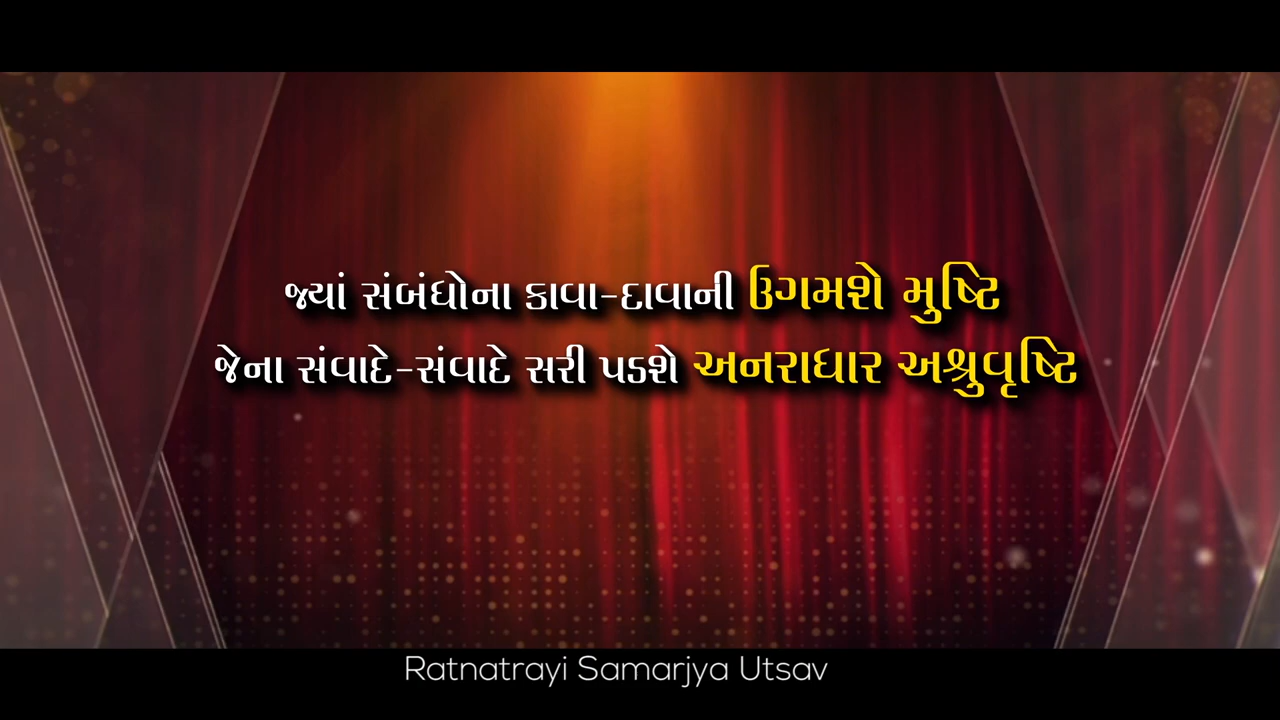 જ્યાં સંબંધોના કાવા-દાવાની ઉગમશે મુષ્ટિ
જેના સંવાદે-સંવાદે સરી પડશે અનરાધાર અશ્રુવૃષ્ટિ
Ratnatrayi Samarjya Utsav